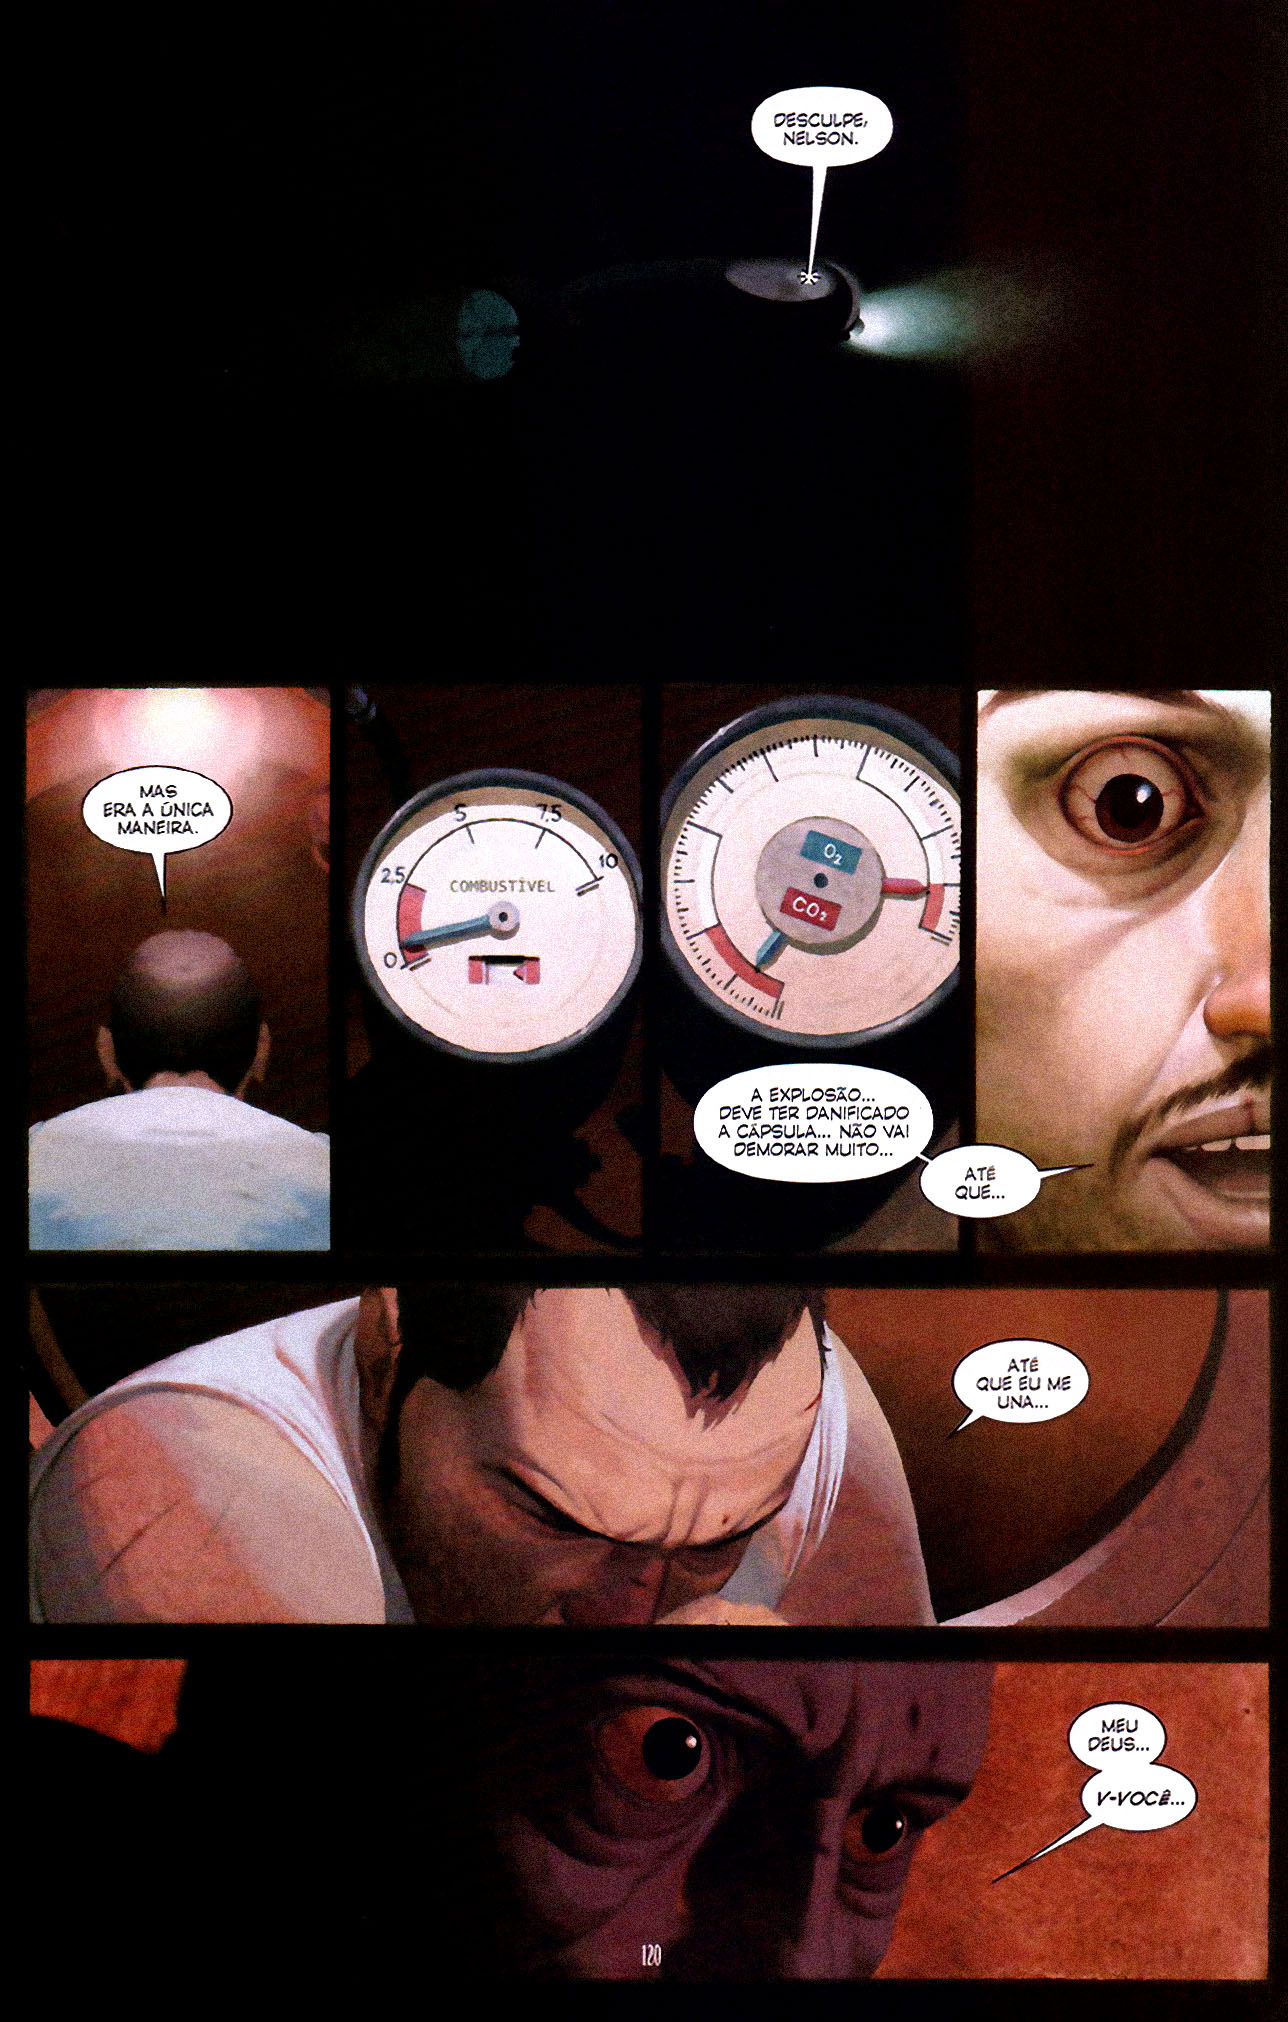 DESCULPE,
NELSON.
MAS
ERA A ÚNICA
MANEIRA.
0
2,5
5
7,5
10
COMBUSTÍVEL
O₂
CO₂
A EXPLOSÃO...
DEVE TER DANIFICADO
A CÁPSULA... NÃO VAI
DEMORAR MUITO...
ATÉ
QUE...
ATÉ
QUE EU ME
UNA...
MEU
DEUS...
V-VOCÊ...
120